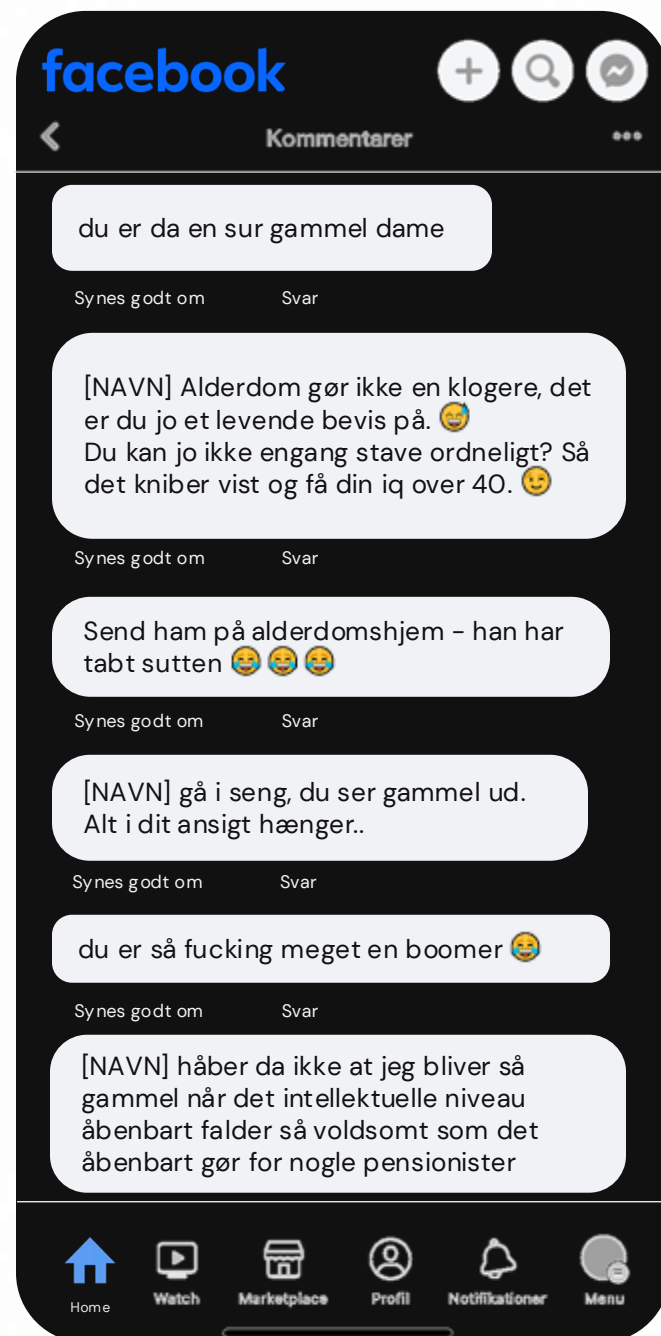 facebook
Kommentarer
du er da en sur gammel dame
Synes godt om Svar
[NAVN] Alderdom gør ikke en klogere, det
er du jo et levende bevis på. 😅
Du kan jo ikke engang stave ordneligt? Så
det kniber vist og få din iq over 40. 😉
Synes godt om Svar
Send ham på alderdomshjem - han har
tabt sutten 😂 😂 😂
Synes godt om Svar
[NAVN] gå i seng, du ser gammel ud.
Alt i dit ansigt hænger..
Synes godt om Svar
du er så fucking meget en boomer 😂
Synes godt om Svar
[NAVN] håber da ikke at jeg bliver så
gammel når det intellektuelle niveau
åbenbart falder så voldsomt som det
åbenbart gør for nogle pensionister
Home Watch Marketplace Profil Notifikationer Menu